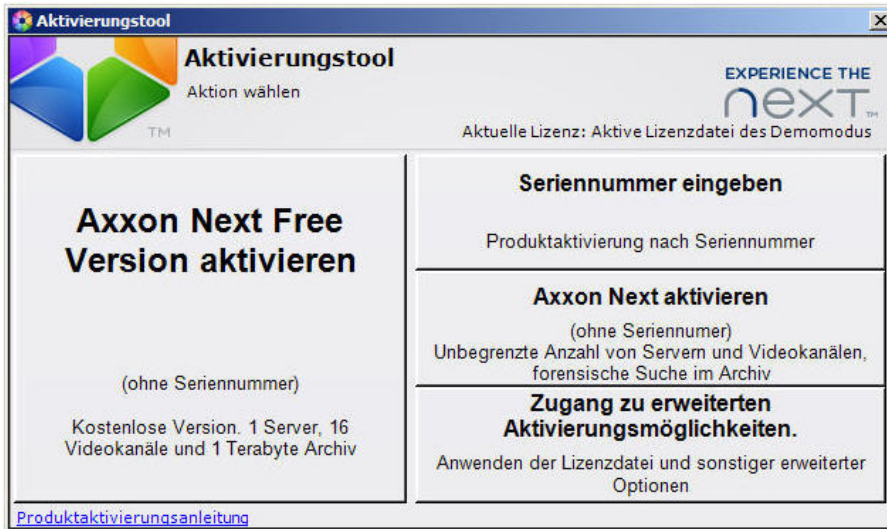 Aktivierungstool
Aktivierungstool
Aktion wählen
EXPERIENCE THE
next™
TM
Aktuelle Lizenz: Aktive Lizenzdatei des Demomodus
Axxon Next Free
Version aktivieren
(ohne Seriennummer)
Kostenlose Version. 1 Server, 16
Videokanäle und 1 Terabyte Archiv
Seriennummer eingeben
Produktaktivierung nach Seriennummer
Axxon Next aktivieren
(ohne Seriennumer)
Unbegrenzte Anzahl von Servern und Videokanälen,
forensische Suche im Archiv
Zugang zu erweiterten
Aktivierungsmöglichkeiten.
Anwenden der Lizenzdatei und sonstiger erweiterter
Optionen
Produktaktivierungsanleitung